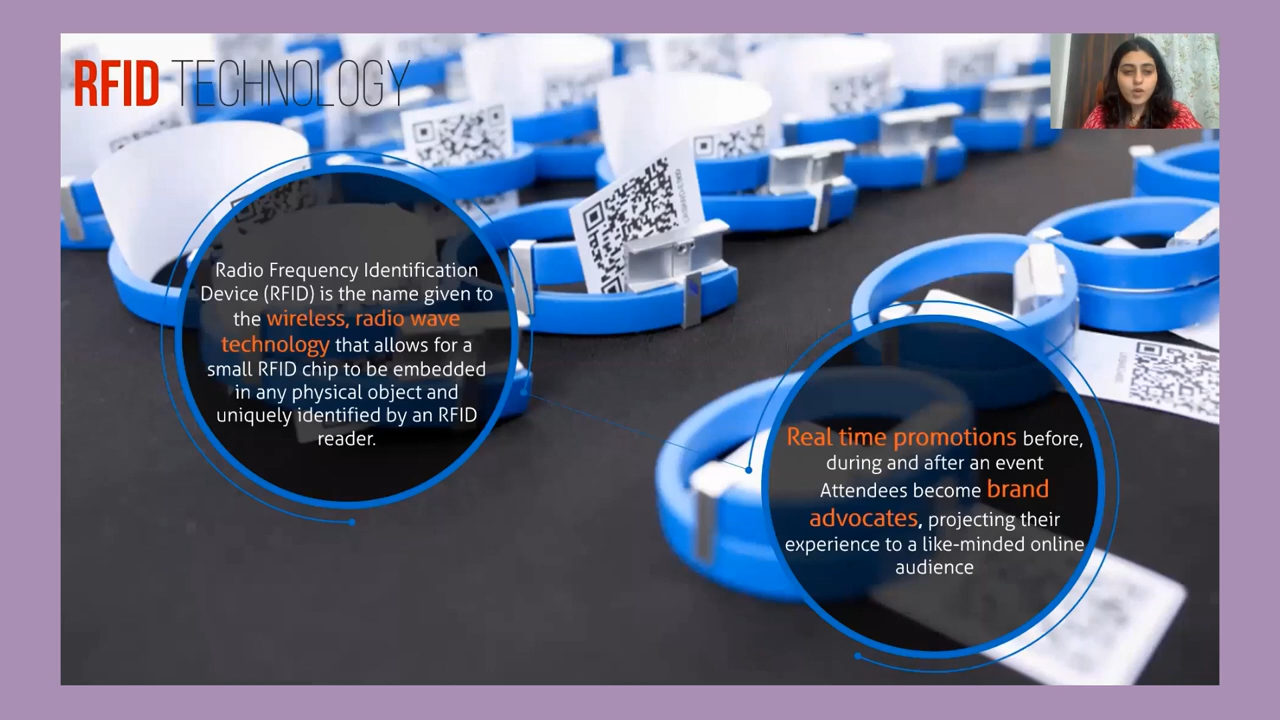 RFID TECHNOLOGY
Radio Frequency Identification
Device (RFID) is the name given to
the wireless, radio wave
technology that allows for a
small RFID chip to be embedded
in any physical object and
uniquely identified by an RFID
reader.
Real time promotions before,
during and after an event
Attendees become brand
advocates, projecting their
experience to a like-minded online
audience